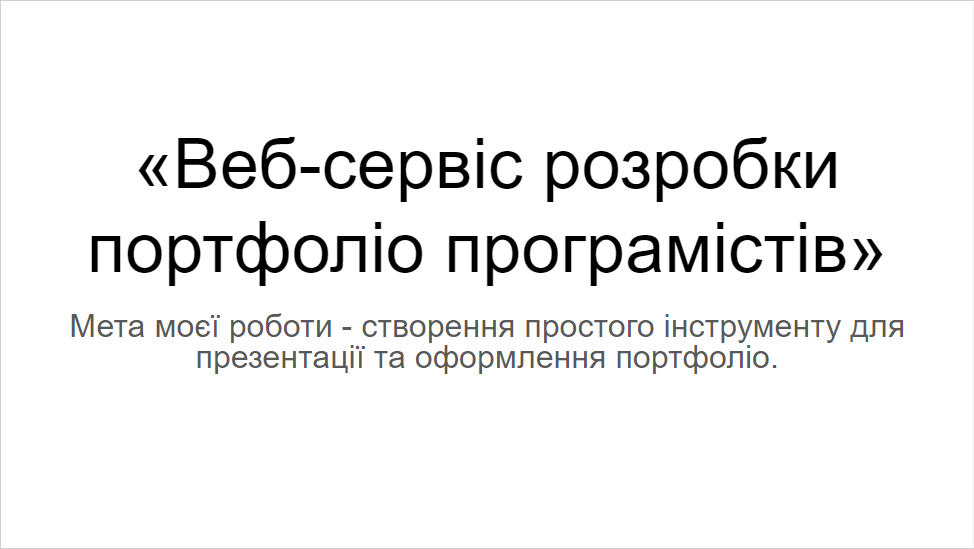 «Веб-сервіс розробки
портфоліо програмістів»
Мета моєї роботи - створення простого інструменту для
презентації та оформлення портфоліо.